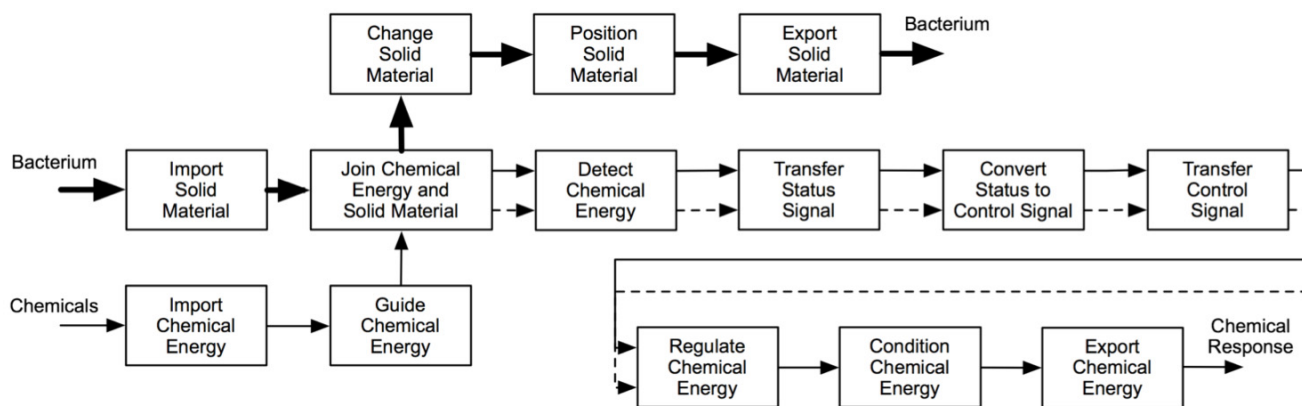 Change
Solid
Material
Position
Solid
Material
Export
Solid
Material
Bacterium
Bacterium
Import
Solid
Material
Join Chemical
Energy and
Solid Material
Detect
Chemical
Energy
Transfer
Status
Signal
Convert
Status to
Control Signal
Transfer
Control
Signal
Chemicals
Import
Chemical
Energy
Guide
Chemical
Energy
Regulate
Chemical
Energy
Condition
Chemical
Energy
Export
Chemical
Energy
Chemical
Response